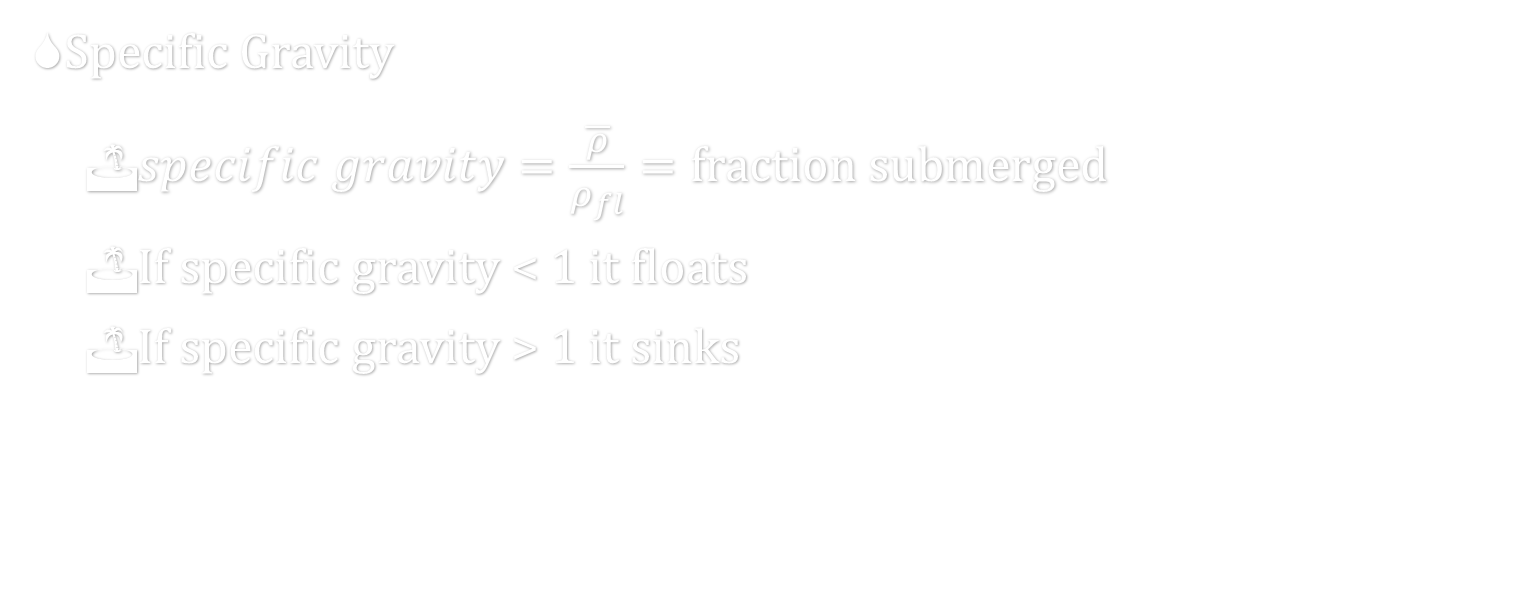 Specific Gravity
specific gravity = ρ̅/ρ_fl = fraction submerged
If specific gravity < 1 it floats
If specific gravity > 1 it sinks